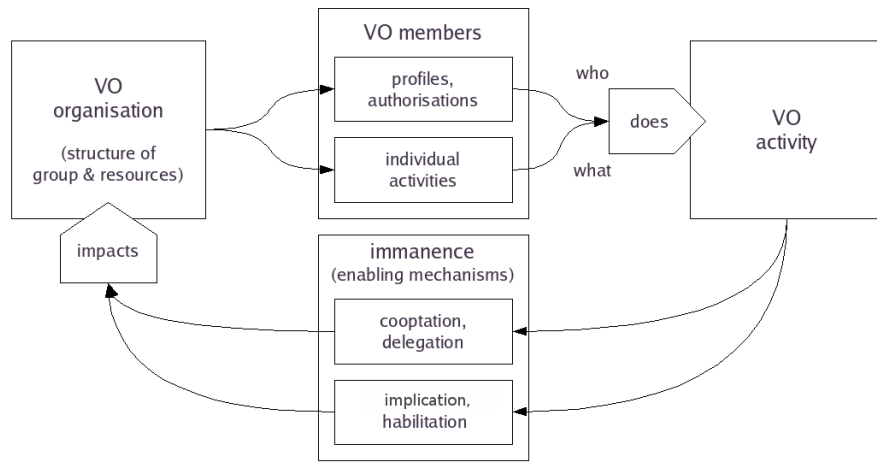 VO
organisation
(structure of
group & resources)
impacts
VO members
profiles,
authorisations
individual
activities
who
what
does
VO
activity
immanence
(enabling mechanisms)
cooptation,
delegation
implication,
habilitation